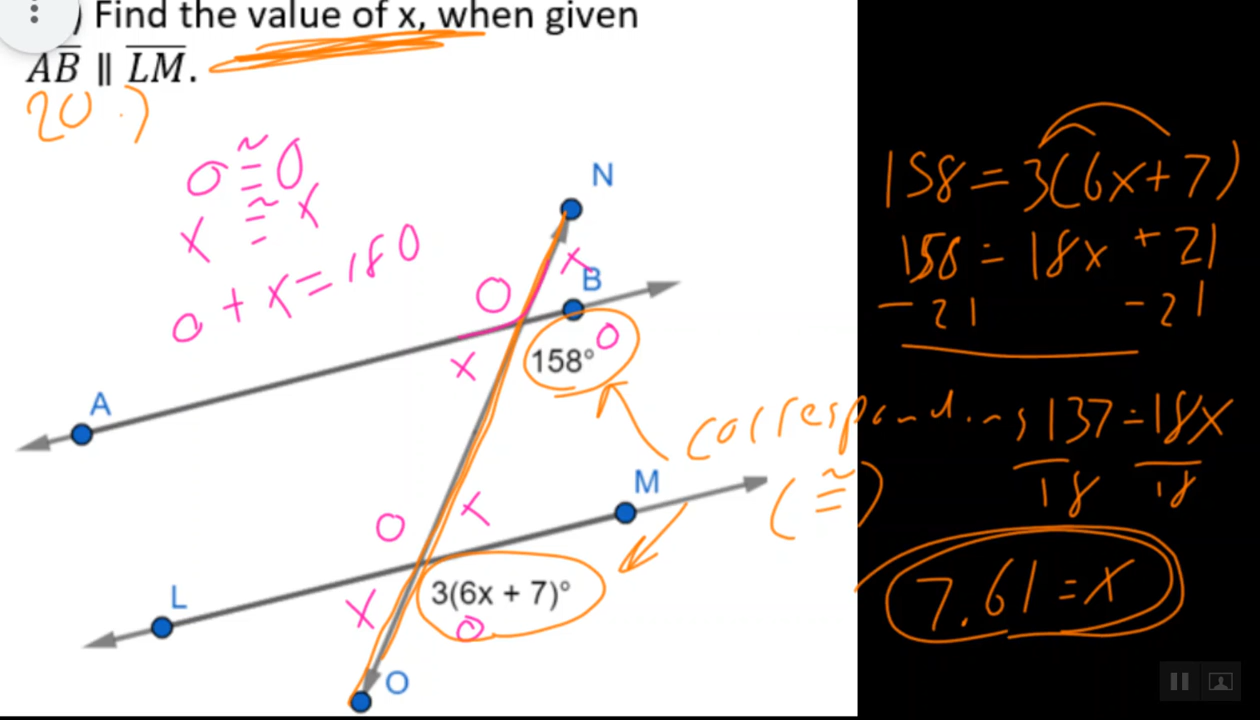 ) Find the value of x, when given
AB ∥ LM.
20.)
O ≅ O
x ≅ x
O + x = 180
N
x
B
O
158° O
x
A
corresponding
(≅)
M
O
x
L
3(6x + 7)°
x
O
O
158 = 3(6x + 7)
158 = 18x + 21
- 21 - 21
137 = 18x
18 18
7.61 = x